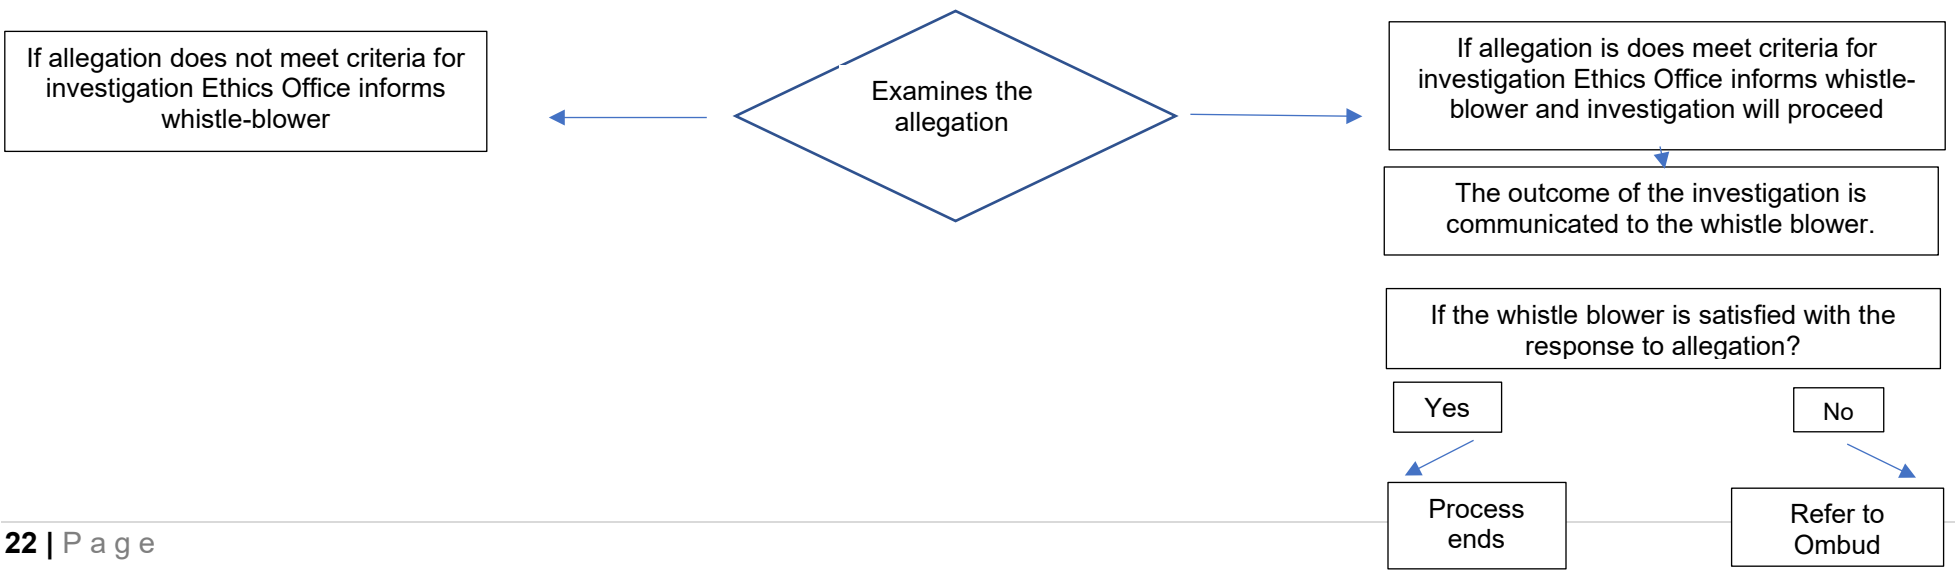 If allegation does not meet criteria for
investigation Ethics Office informs
whistle-blower
Examines the
allegation
If allegation is does meet criteria for
investigation Ethics Office informs whistle-
blower and investigation will proceed
The outcome of the investigation is
communicated to the whistle blower.
If the whistle blower is satisfied with the
response to allegation?
Yes
No
Process
ends
Refer to
Ombud
22 | P a g e